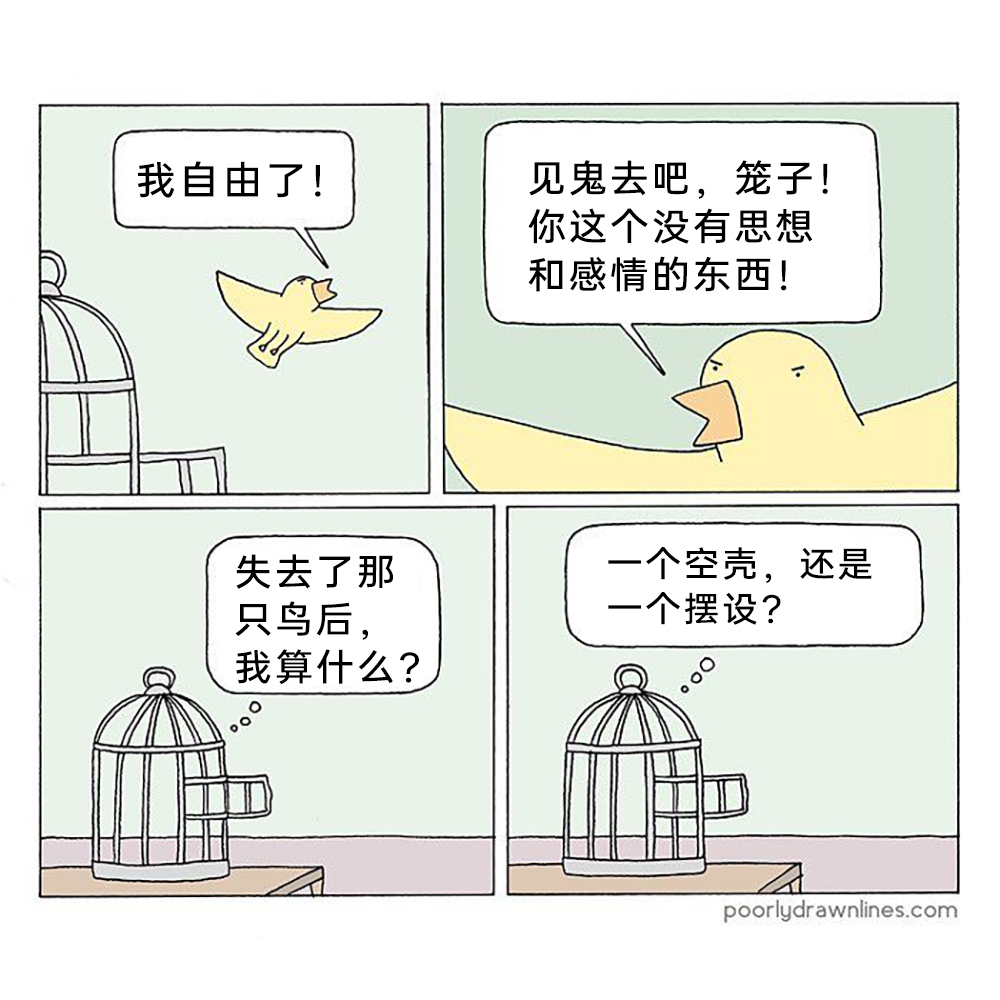 我自由了！
见鬼去吧，笼子！
你这个没有思想
和感情的东西！
失去了那
只鸟后，
我算什么？
一个空壳，还是
一个摆设？
poorlydrawnlines.com